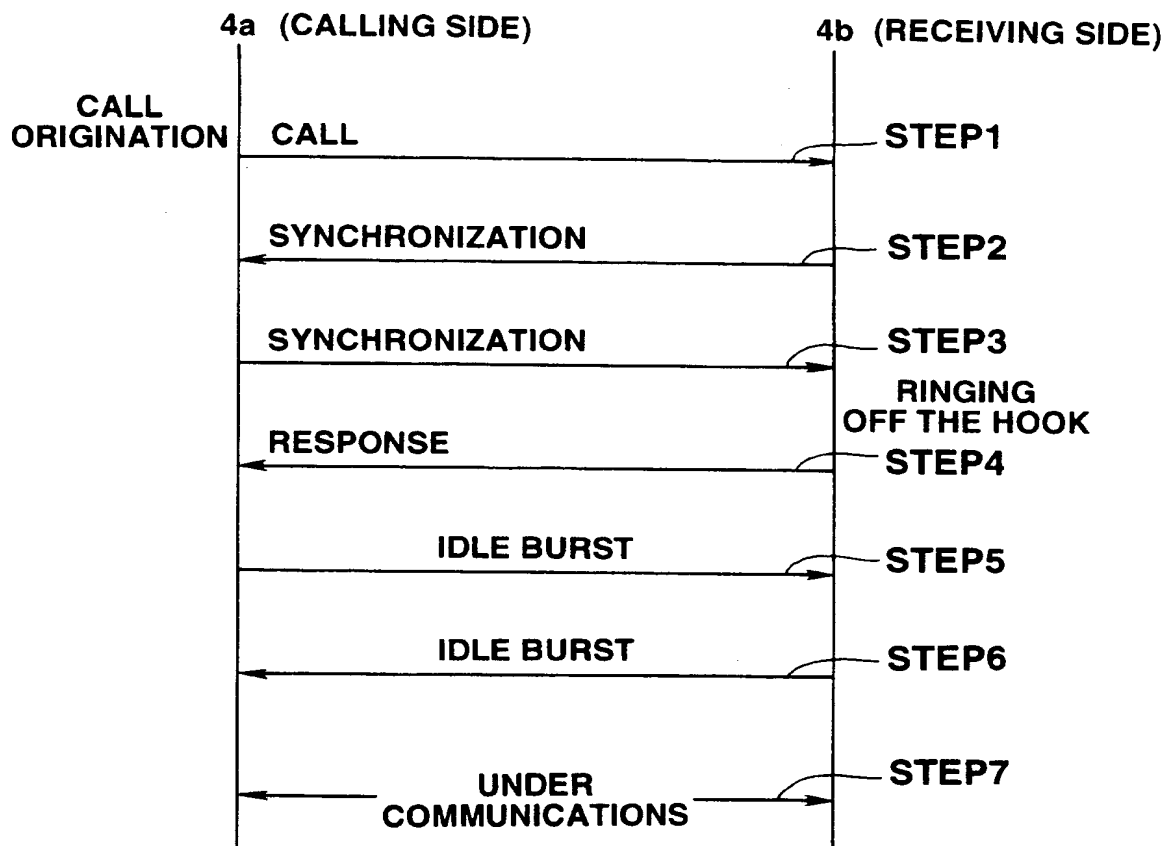 4a (CALLING SIDE)
4b (RECEIVING SIDE)
CALL
ORIGINATION
CALL
STEP1
SYNCHRONIZATION
STEP2
SYNCHRONIZATION
STEP3
RINGING
OFF THE HOOK
RESPONSE
STEP4
IDLE BURST
STEP5
IDLE BURST
STEP6
STEP7
UNDER
COMMUNICATIONS